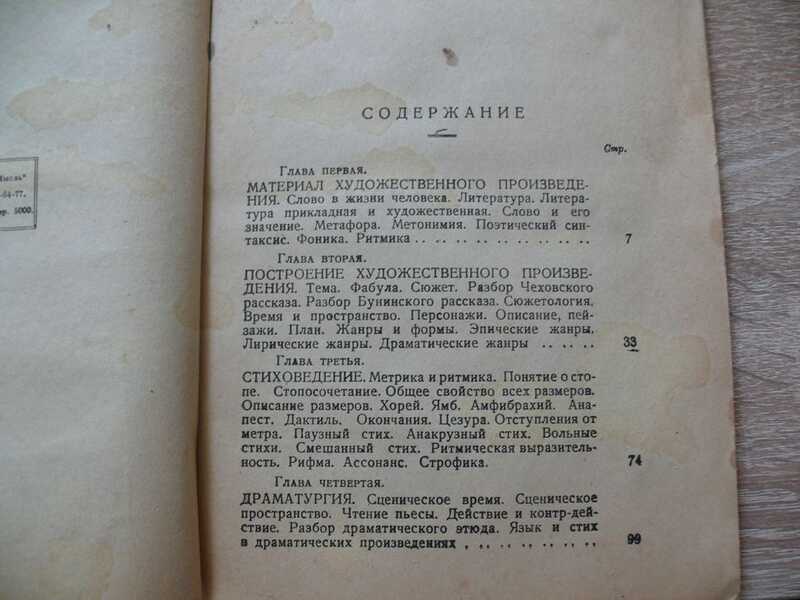 -64-77.
5000.
СОДЕРЖАНИЕ
Стр.
Глава первая.
МАТЕРИАЛ ХУДОЖЕСТВЕННОГО ПРОИЗВЕДЕ-
НИЯ. Слово в жизни человека. Литература. Литера-
тура прикладная и художественная. Слово и его
значение. Метафора. Метонимия. Поэтический син-
таксис. Фоника. Ритмика . . . . . . . . . . . . . . 7
Глава вторая.
ПОСТРОЕНИЕ ХУДОЖЕСТВЕННОГО ПРОИЗВЕ-
ДЕНИЯ. Тема. Фабула. Сюжет. Разбор Чеховского
рассказа. Разбор Бунинского рассказа. Сюжетология.
Время и пространство. Персонажи. Описание, пей-
зажи. План. Жанры и формы. Эпические жанры.
Лирические жанры. Драматические жанры . . . . . . 33
Глава третья.
СТИХОВЕДЕНИЕ. Метрика и ритмика. Понятие о сто-
пе. Стопосочетание. Общее свойство всех размеров.
Описание размеров. Хорей. Ямб. Амфибрахий. Ана-
пест. Дактиль. Окончания. Цезура. Отступления от
метра. Паузный стих. Анакрузный стих. Вольные
стихи. Смешанный стих. Ритмическая выразитель-
ность. Рифма. Ассонанс. Строфика. 74
Глава четвертая.
ДРАМАТУРГИЯ. Сценическое время. Сценическое
пространство. Чтение пьесы. Действие и контр-дей-
ствие. Разбор драматического этюда. Язык и стих
в драматических произведениях . . . . . . . . . . 99